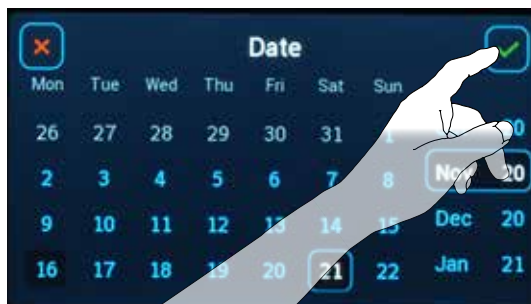 Date
Mon Tue Wed Thu Fri Sat Sun
26 27 28 29 30 31 1 20
2 3 4 5 6 7 8 Nov 20
9 10 11 12 13 14 15 Dec 20
16 17 18 19 20 21 22 Jan 21